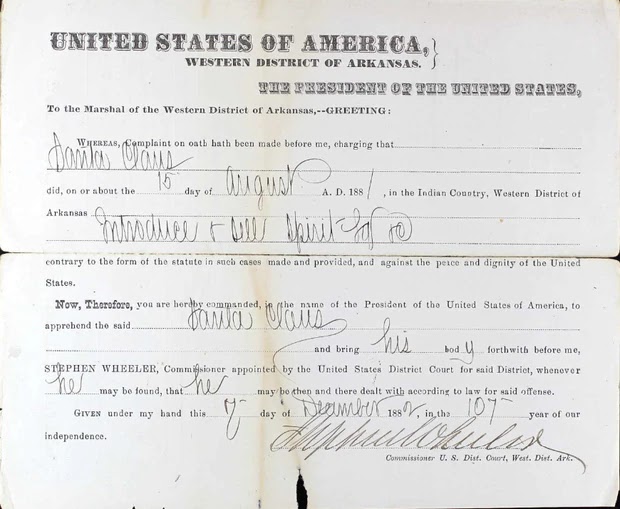 UNITED STATES OF AMERICA,}
WESTERN DISTRICT OF ARKANSAS.
THE PRESIDENT OF THE UNITED STATES,
To the Marshal of the Western District of Arkansas,--GREETING:
WHEREAS, Complaint on oath hath been made before me, charging that
Santa Claus
did, on or about the 15 day of August A. D. 1881, in the Indian Country, Western District of
Arkansas Introduce & Sell Spirit
contrary to the form of the statute in such cases made and provided, and against the peace and dignity of the United
States.
Now, Therefore, you are hereby commanded, in the name of the President of the United States of America, to
apprehend the said Santa Claus
and bring his body forthwith before me,
STEPHEN WHEELER, Commissioner appointed by the United States District Court for said District, whenever
he may be found, that he may be then and there dealt with according to law for said offense.
GIVEN under my hand this 7 day of December 1882, in the 107 year of our
independence.
Stephen Wheeler
Commissioner U. S. Dist. Court, West. Dist. Ark.